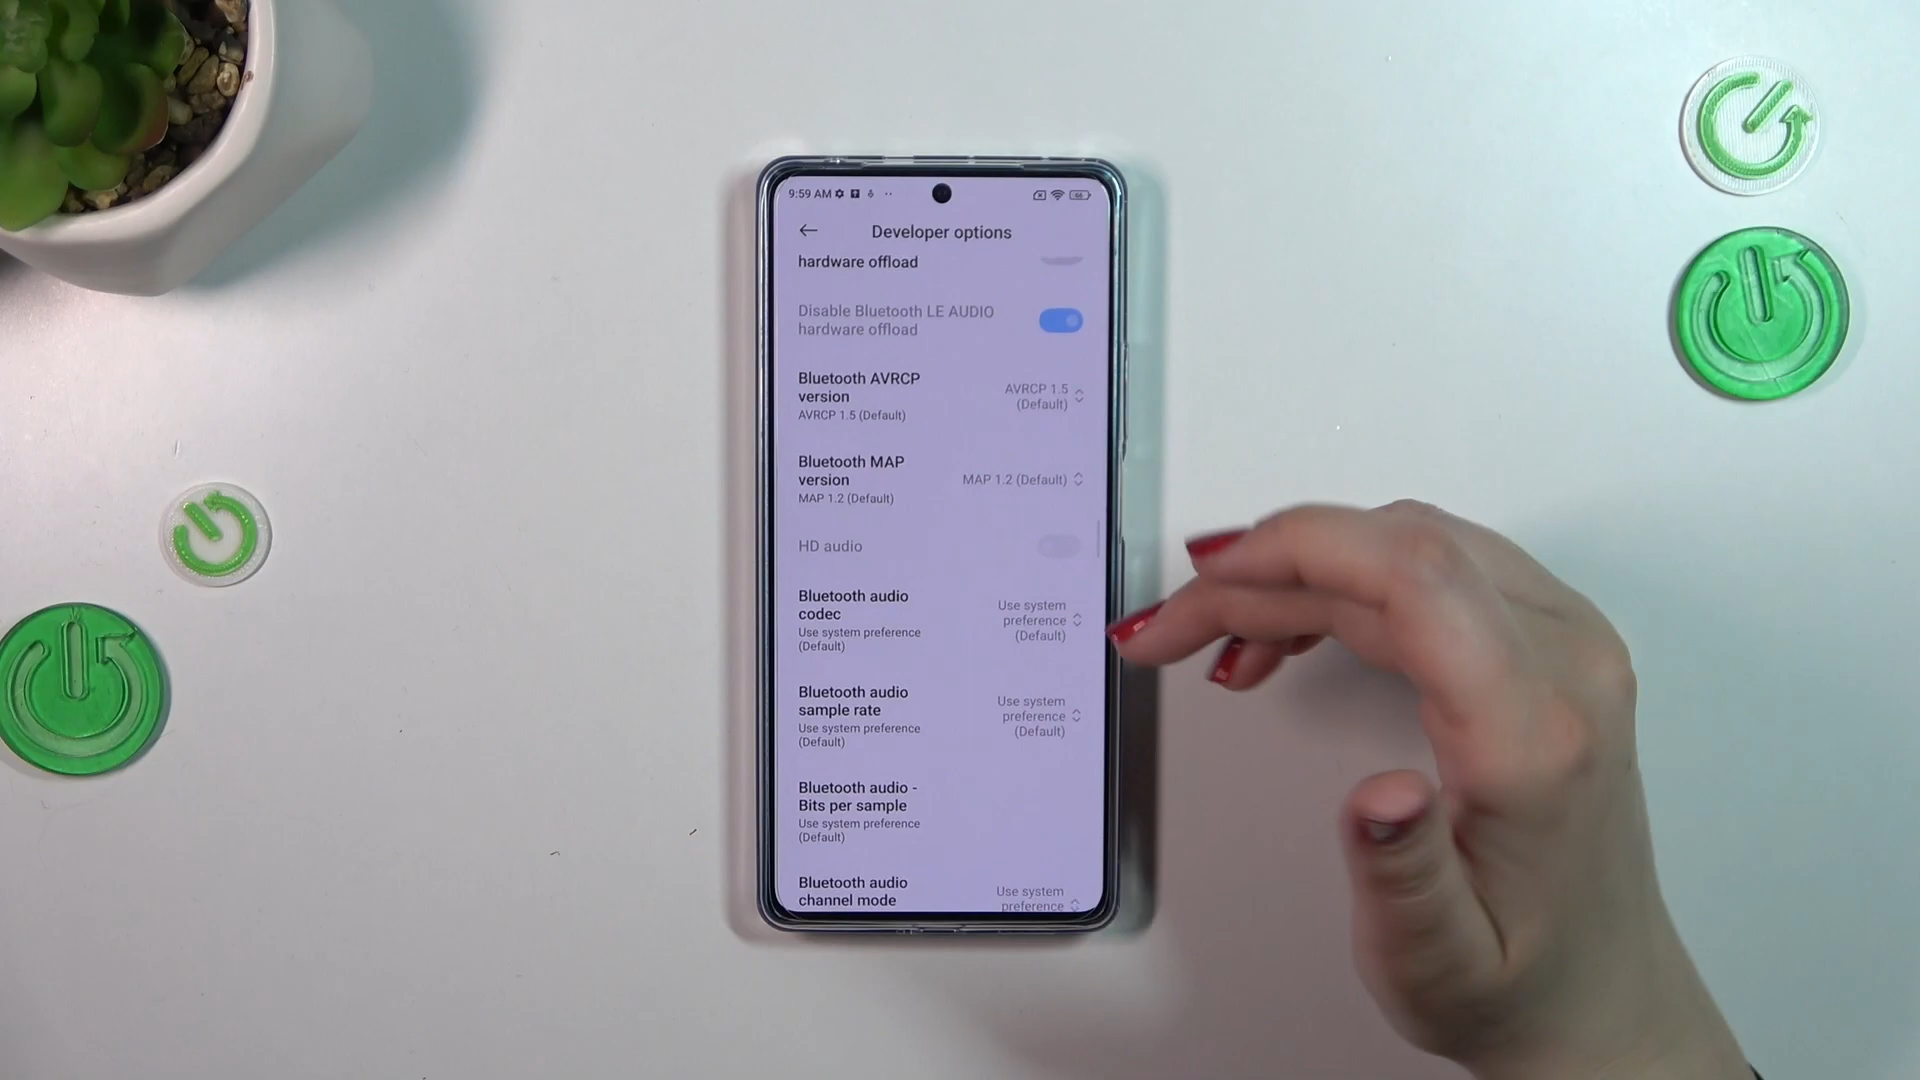 9:59 AM
66
Developer options
hardware offload
Disable Bluetooth LE AUDIO
hardware offload
Bluetooth AVRCP
version
AVRCP 1.5 (Default)
AVRCP 1.5
(Default)
Bluetooth MAP
version
MAP 1.2 (Default)
MAP 1.2 (Default)
HD audio
Bluetooth audio
codec
Use system preference
(Default)
Use system
preference
(Default)
Bluetooth audio
sample rate
Use system preference
(Default)
Use system
preference
(Default)
Bluetooth audio -
Bits per sample
Use system preference
(Default)
Bluetooth audio
channel mode
Use system
preference